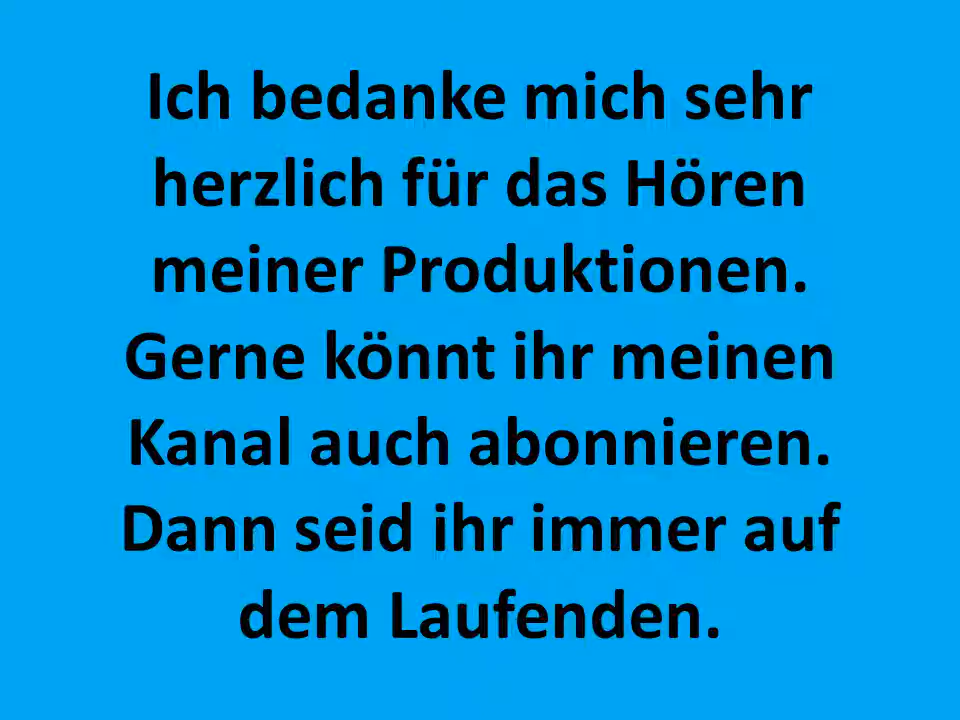 Ich bedanke mich sehr
herzlich für das Hören
meiner Produktionen.
Gerne könnt ihr meinen
Kanal auch abonnieren.
Dann seid ihr immer auf
dem Laufenden.